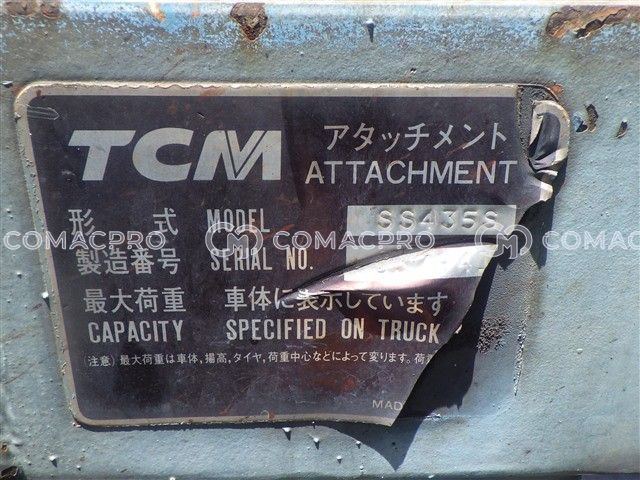 TCM
アタッチメント
ATTACHMENT
形 式 MODEL SS435S
COMACPRO COMACPRO COMACPRO
製造番号 SERIAL NO.
最大荷重 車体に表示しています
CAPACITY SPECIFIED ON TRUCK
(注意) 最大荷重は車体,揚高,タイヤ,荷重中心などによって変ります。
MAD